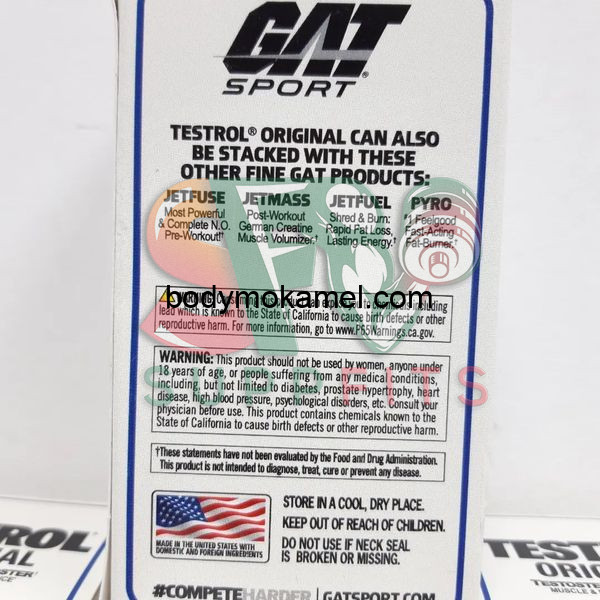 GAT®
SPORT
TESTROL® ORIGINAL CAN ALSO
BE STACKED WITH THESE
OTHER FINE GAT PRODUCTS:
JETFUSE JETMASS JETFUEL PYRO
Most Powerful Post-Workout Shred & Burn: #1 Feelgood
& Complete N.O. German Creatine Rapid Fat Loss, Fast-Acting
Pre-Workout!† Muscle Volumizer.† Lasting Energy.† Fat-Burner.†
bodymokamel.com
including
lead which is known to the State of California to cause birth defects or other
reproductive harm. For more information, go to www.P65Warnings.ca.gov.
WARNING: This product should not be used by women, anyone under
18 years of age, or people suffering from any medical conditions,
including, but not limited to diabetes, prostate hypertrophy, heart
disease, high blood pressure, psychological disorders, etc. Consult your
physician before use. This product contains chemicals known to the
State of California to cause birth defects or other reproductive harm.
SUPPFITS
†These statements have not been evaluated by the Food and Drug Administration.
This product is not intended to diagnose, treat, cure or prevent any disease.
MADE IN THE UNITED STATES WITH
DOMESTIC AND FOREIGN INGREDIENTS
STORE IN A COOL, DRY PLACE.
KEEP OUT OF REACH OF CHILDREN.
DO NOT USE IF NECK SEAL
IS BROKEN OR MISSING.
#COMPETEHARDER | GATSPORT.COM
ROL®
NAL
TESTR
ORIG
TESTOSTE
MUSCLE &